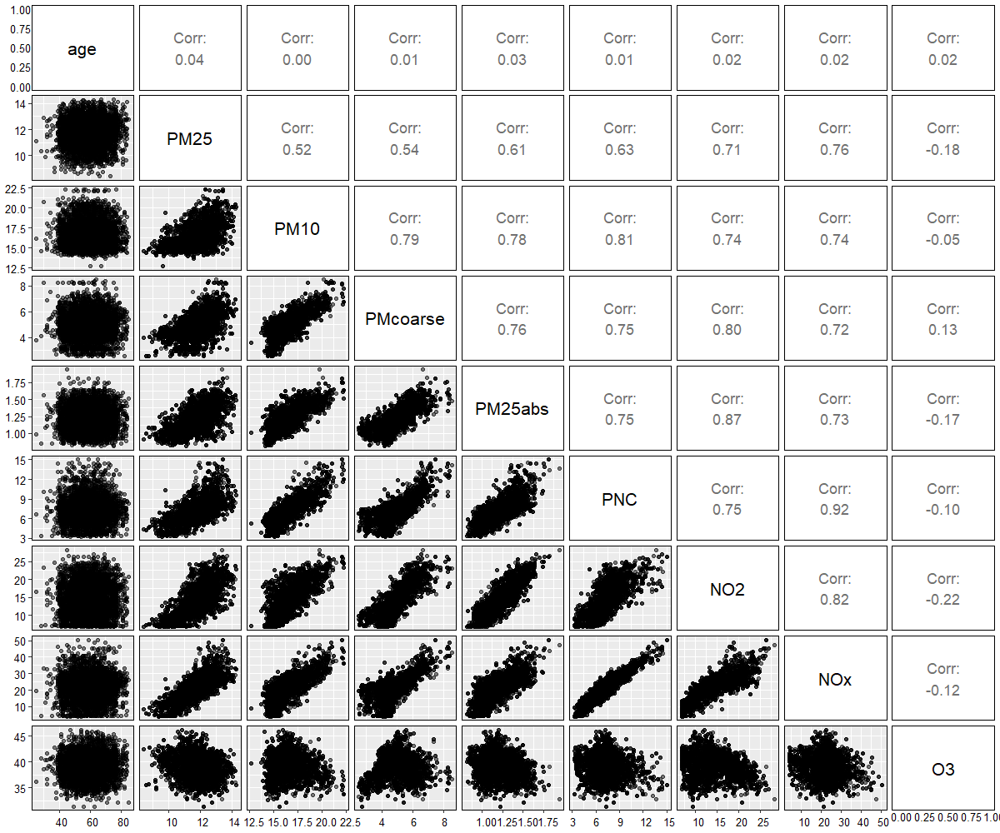 1.00
0.75
0.50
0.25
0.00
age
Corr:
0.04
Corr:
0.00
Corr:
0.01
Corr:
0.03
Corr:
0.01
Corr:
0.02
Corr:
0.02
Corr:
0.02
14
12
10
PM25
Corr:
0.52
Corr:
0.54
Corr:
0.61
Corr:
0.63
Corr:
0.71
Corr:
0.76
Corr:
-0.18
22.5
20.0
17.5
15.0
12.5
PM10
Corr:
0.79
Corr:
0.78
Corr:
0.81
Corr:
0.74
Corr:
0.74
Corr:
-0.05
8
6
4
PMcoarse
Corr:
0.76
Corr:
0.75
Corr:
0.80
Corr:
0.72
Corr:
0.13
1.75
1.50
1.25
1.00
PM25abs
Corr:
0.75
Corr:
0.87
Corr:
0.73
Corr:
-0.17
15
12
9
6
3
PNC
Corr:
0.75
Corr:
0.92
Corr:
-0.10
25
20
15
10
NO2
Corr:
0.82
Corr:
-0.22
50
40
30
20
10
NOx
Corr:
-0.12
45
40
35
O3
40 60 80 10 12 14 12.5 15.0 17.5 20.0 22.5 4 6 8 1.00 1.25 1.50 1.75 3 6 9 12 15 10 15 20 25 10 20 30 40 50 0.00 0.25 0.50 0.75 1.00